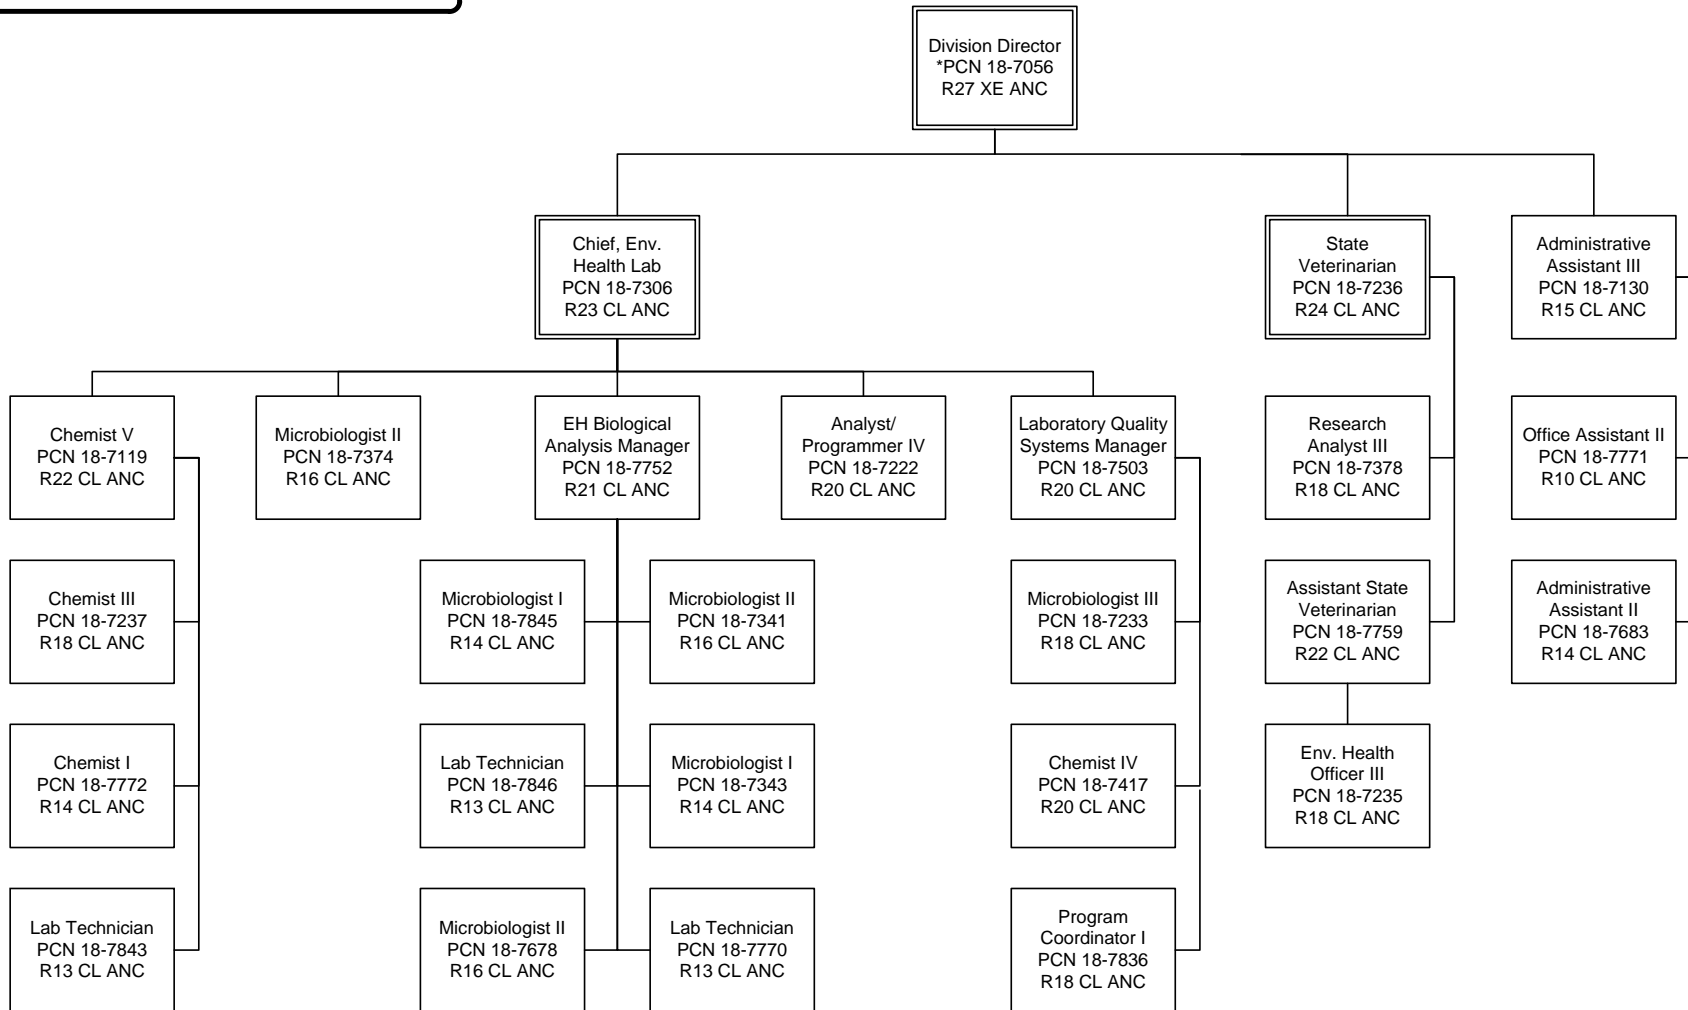 Division Director
*PCN 18-7056
R27 XE ANC
Chief, Env.
Health Lab
PCN 18-7306
R23 CL ANC
State
Veterinarian
PCN 18-7236
R24 CL ANC
Administrative
Assistant III
PCN 18-7130
R15 CL ANC
Chemist V
PCN 18-7119
R22 CL ANC
Microbiologist II
PCN 18-7374
R16 CL ANC
EH Biological
Analysis Manager
PCN 18-7752
R21 CL ANC
Analyst/
Programmer IV
PCN 18-7222
R20 CL ANC
Laboratory Quality
Systems Manager
PCN 18-7503
R20 CL ANC
Research
Analyst III
PCN 18-7378
R18 CL ANC
Office Assistant II
PCN 18-7771
R10 CL ANC
Chemist III
PCN 18-7237
R18 CL ANC
Microbiologist I
PCN 18-7845
R14 CL ANC
Microbiologist II
PCN 18-7341
R16 CL ANC
Microbiologist III
PCN 18-7233
R18 CL ANC
Assistant State
Veterinarian
PCN 18-7759
R22 CL ANC
Administrative
Assistant II
PCN 18-7683
R14 CL ANC
Chemist I
PCN 18-7772
R14 CL ANC
Lab Technician
PCN 18-7846
R13 CL ANC
Microbiologist I
PCN 18-7343
R14 CL ANC
Chemist IV
PCN 18-7417
R20 CL ANC
Env. Health
Officer III
PCN 18-7235
R18 CL ANC
Lab Technician
PCN 18-7843
R13 CL ANC
Microbiologist II
PCN 18-7678
R16 CL ANC
Lab Technician
PCN 18-7770
R13 CL ANC
Program
Coordinator I
PCN 18-7836
R18 CL ANC